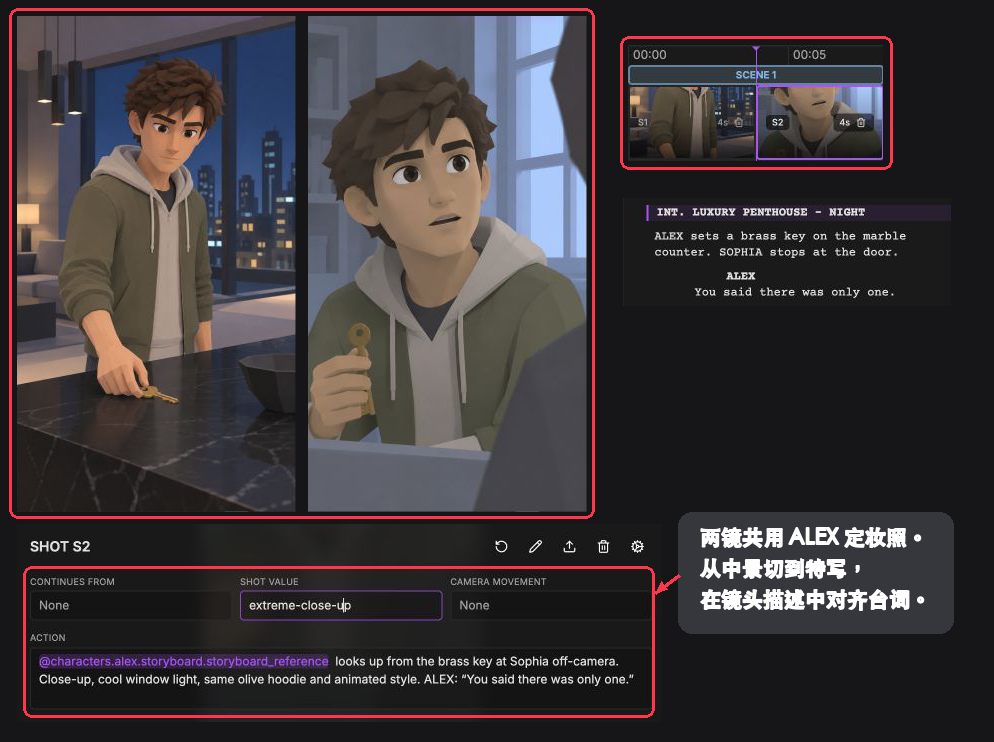 00:00
00:05
SCENE 1
S1
4s
S2
4s
INT. LUXURY PENTHOUSE - NIGHT
ALEX sets a brass key on the marble
counter. SOPHIA stops at the door.
ALEX
You said there was only one.
SHOT S2
CONTINUES FROM
SHOT VALUE
CAMERA MOVEMENT
None
extreme-close-up
None
ACTION
@characters.alex.storyboard.storyboard_reference looks up from the brass key at Sophia off-camera.
Close-up, cool window light, same olive hoodie and animated style. ALEX: “You said there was only one.”
两镜共用 ALEX 定妆照。
从中景切到特写，
在镜头描述中对齐台词。